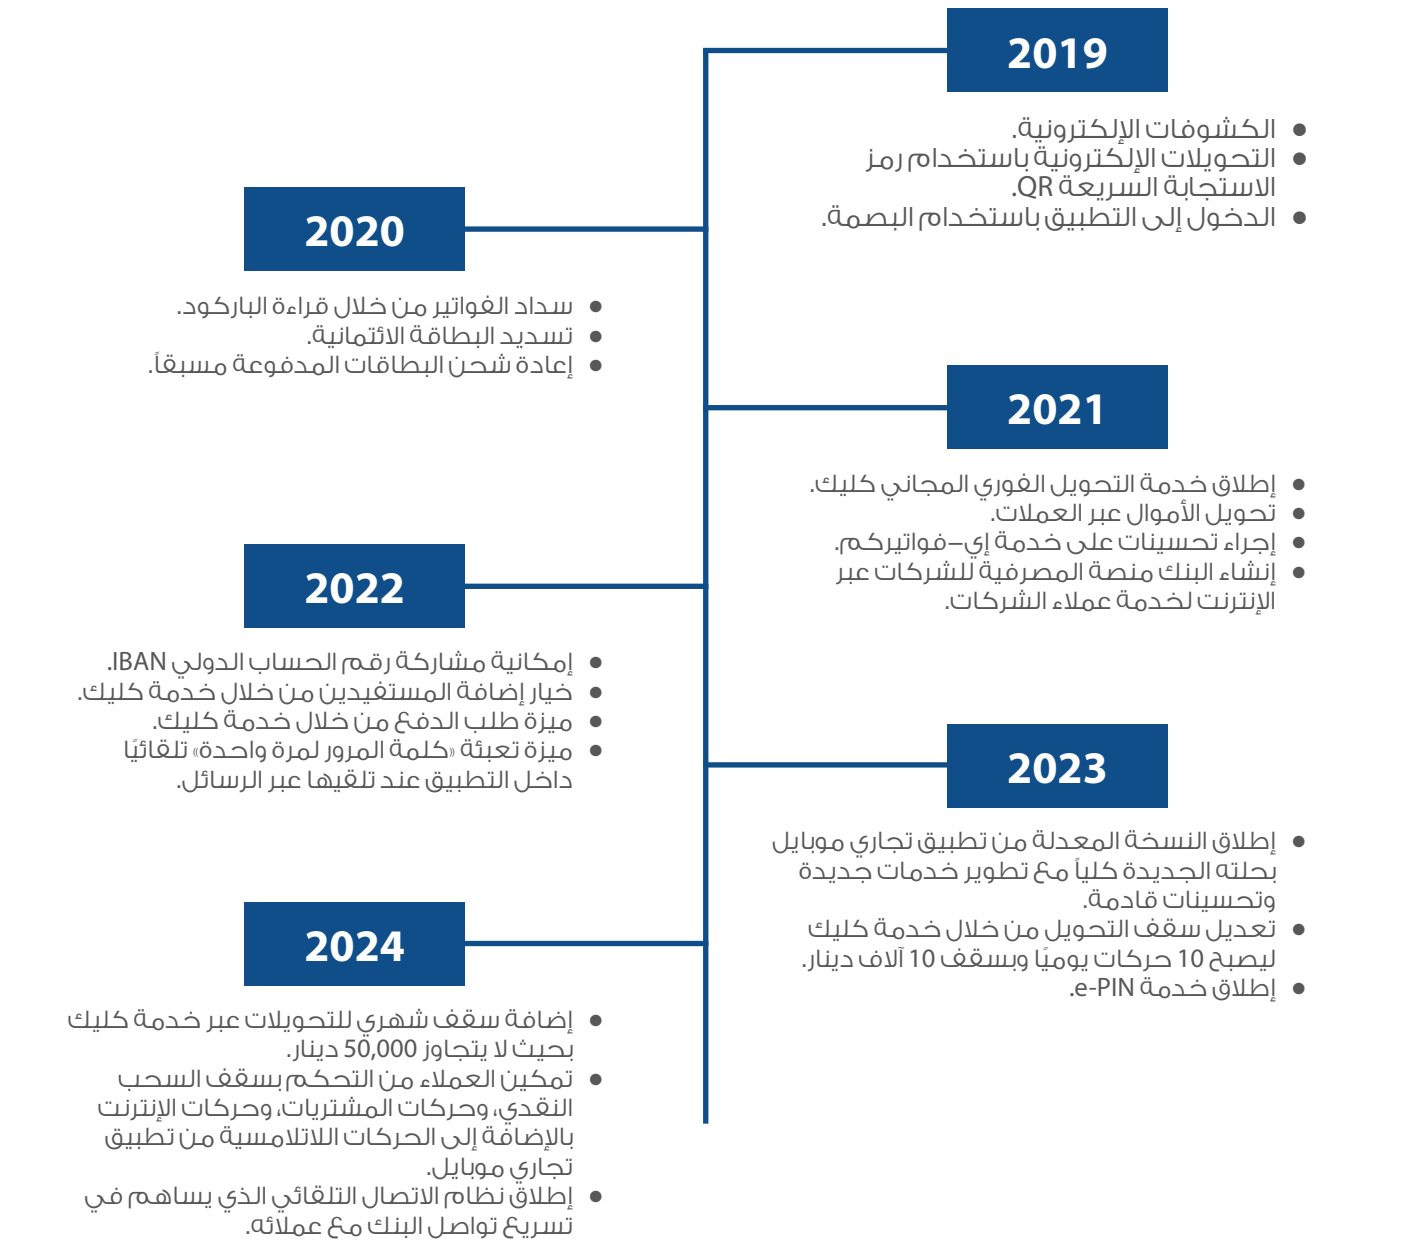 2019
● الكشوفات الإلكترونية.
● التحويلات الإلكترونية باستخدام رمز
الاستجابة السريعة QR.
● الدخول إلى التطبيق باستخدام البصمة.
2020
● سداد الفواتير من خلال قراءة الباركود.
● تسديد البطاقة الائتمانية.
● إعادة شحن البطاقات المدفوعة مسبقاً.
2021
● إطلاق خدمة التحويل الفوري المجاني كليك.
● تحويل الأموال عبر العملات.
● إجراء تحسينات على خدمة إي–فواتيركم.
● إنشاء البنك منصة المصرفية للشركات عبر
الإنترنت لخدمة عملاء الشركات.
2022
● إمكانية مشاركة رقم الحساب الدولي IBAN.
● خيار إضافة المستفيدين من خلال خدمة كليك.
● ميزة طلب الدفع من خلال خدمة كليك.
● ميزة تعبئة «كلمة المرور لمرة واحدة» تلقائيًا
داخل التطبيق عند تلقيها عبر الرسائل.
2023
● إطلاق النسخة المعدلة من تطبيق تجاري موبايل
بحلته الجديدة كلياً مع تطوير خدمات جديدة
وتحسينات قادمة.
● تعديل سقف التحويل من خلال خدمة كليك
ليصبح 10 حركات يوميًا وبسقف 10 آلاف دينار.
● إطلاق خدمة e-PIN.
2024
● إضافة سقف شهري للتحويلات عبر خدمة كليك
بحيث لا يتجاوز 50,000 دينار.
● تمكين العملاء من التحكم بسقف السحب
النقدي، وحركات المشتريات، وحركات الإنترنت
بالإضافة إلى الحركات اللاتلامسية من تطبيق
تجاري موبايل.
● إطلاق نظام الاتصال التلقائي الذي يساهم في
تسريع تواصل البنك مع عملائه.